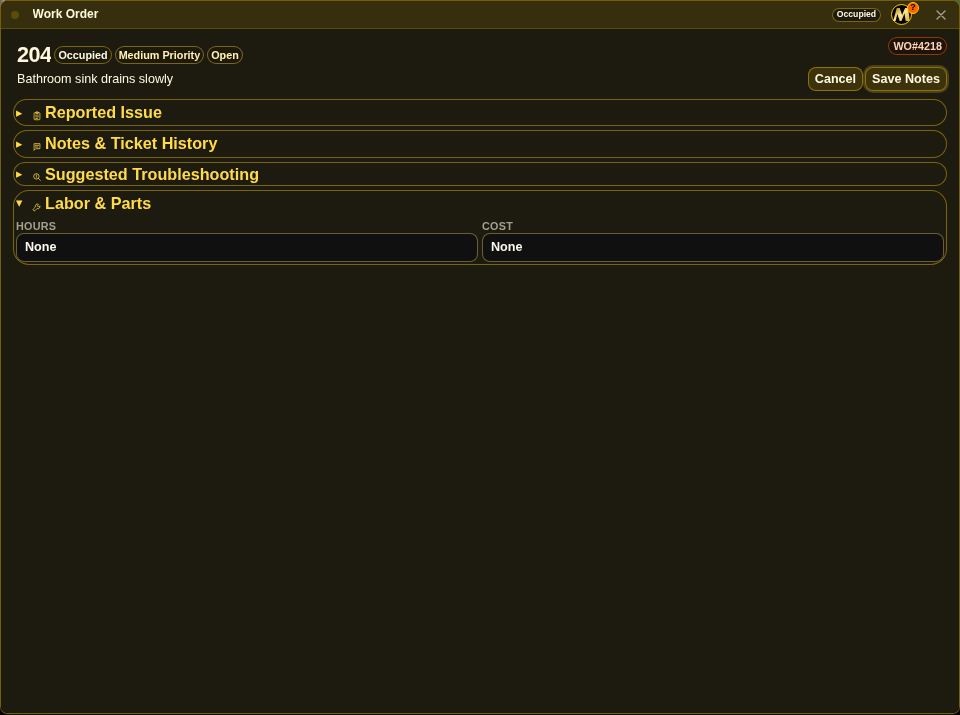 Work Order
Occupied
M ?
WO#4218
204 Occupied Medium Priority Open
Bathroom sink drains slowly
Cancel Save Notes
Reported Issue
Notes & Ticket History
Suggested Troubleshooting
Labor & Parts
HOURS COST
None None